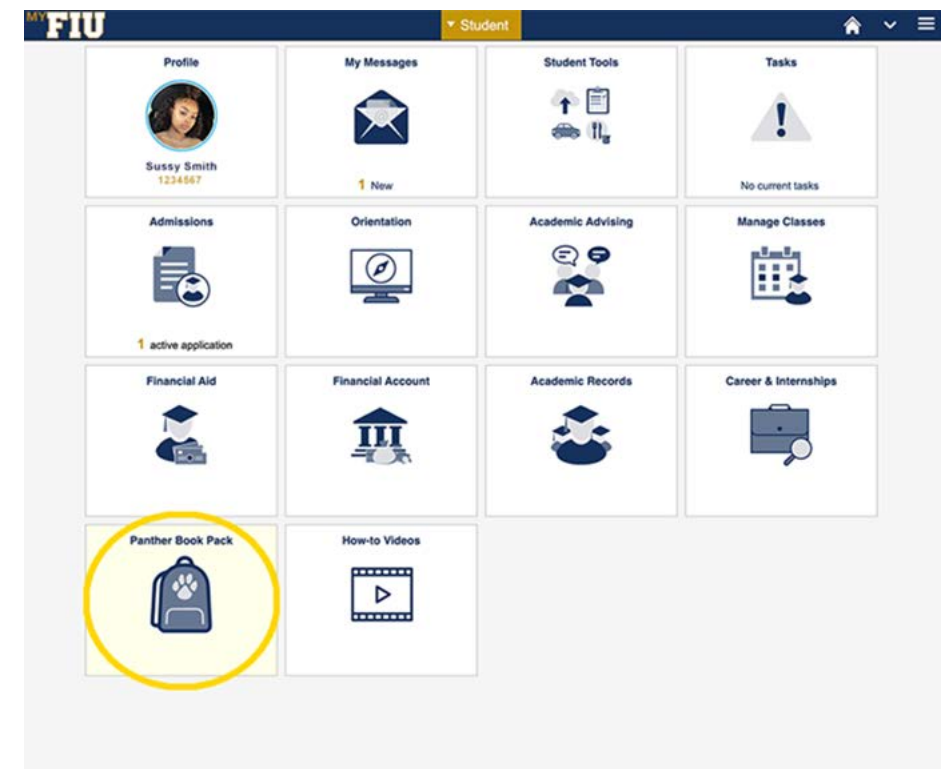 MYFIU
Student
Profile
My Messages
Student Tools
Tasks
Sussy Smith
1234567
1 New
No current tasks
Admissions
Orientation
Academic Advising
Manage Classes
1 active application
Financial Aid
Financial Account
Academic Records
Career & Internships
Panther Book Pack
How-to Videos